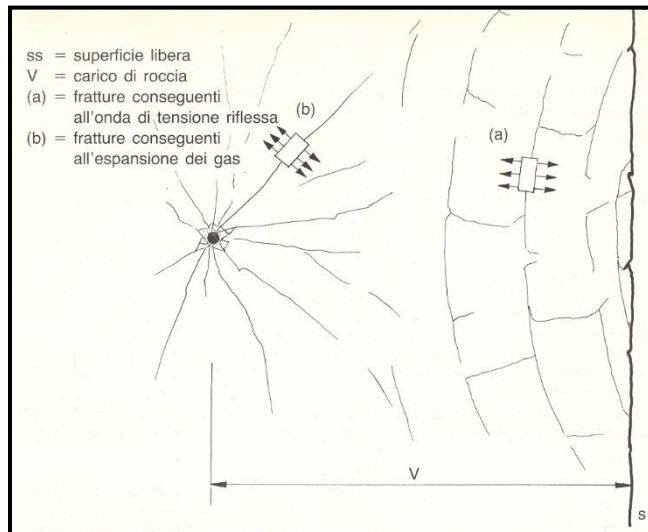 ss = superficie libera
V = carico di roccia
(a) = fratture conseguenti
all'onda di tensione riflessa
(b) = fratture conseguenti
all'espansione dei gas
(b)
(a)
V
s